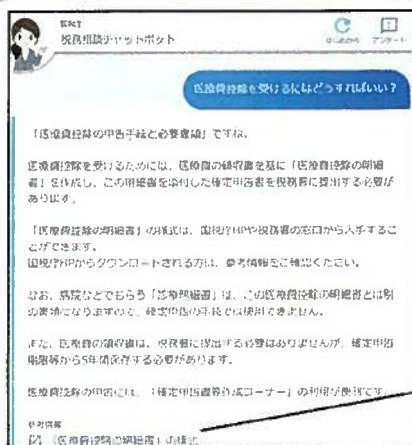 国税庁
税務相談チャットボット
はじめから アンケート
医療費控除を受けるにはどうすればいい？
「医療費控除の申告手続と必要書類」ですね。
医療費控除を受けるためには、医療費の領収書を基に「医療費控除の明細
書」を作成し、この明細書を添付した確定申告書を税務署に提出する必要が
あります。
「医療費控除の明細書」の様式は、国税庁HPや税務署の窓口から入手するこ
とができます。
国税庁HPからダウンロードされる方は、参考情報をご確認ください。
なお、病院などでもらう「診療明細書」は、この医療費控除の明細書とは別
の書類になりますので、確定申告の手続では使用できません。
また、医療費の領収書は、税務署に提出する必要はありませんが、確定申告
期限等から5年間保存する必要があります。
医療費控除の申告には、「確定申告書等作成コーナー」の利用が便利です。
参考情報
「医療費控除の明細書」の様式